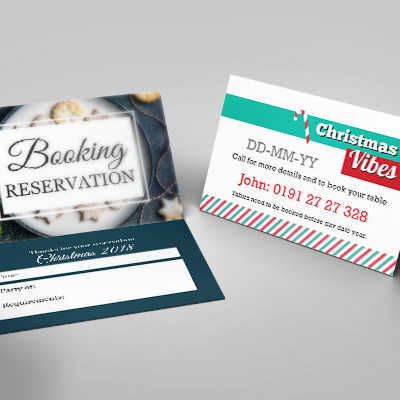 Booking
RESERVATION
Thanks for your reservation
Christmas 2018
Name:
Party of:
Requirements:
Christmas
Vibes
DD-MM-YY
Call for more details and to book your table
John: 0191 27 27 328
Tables need to be booked before day date year.